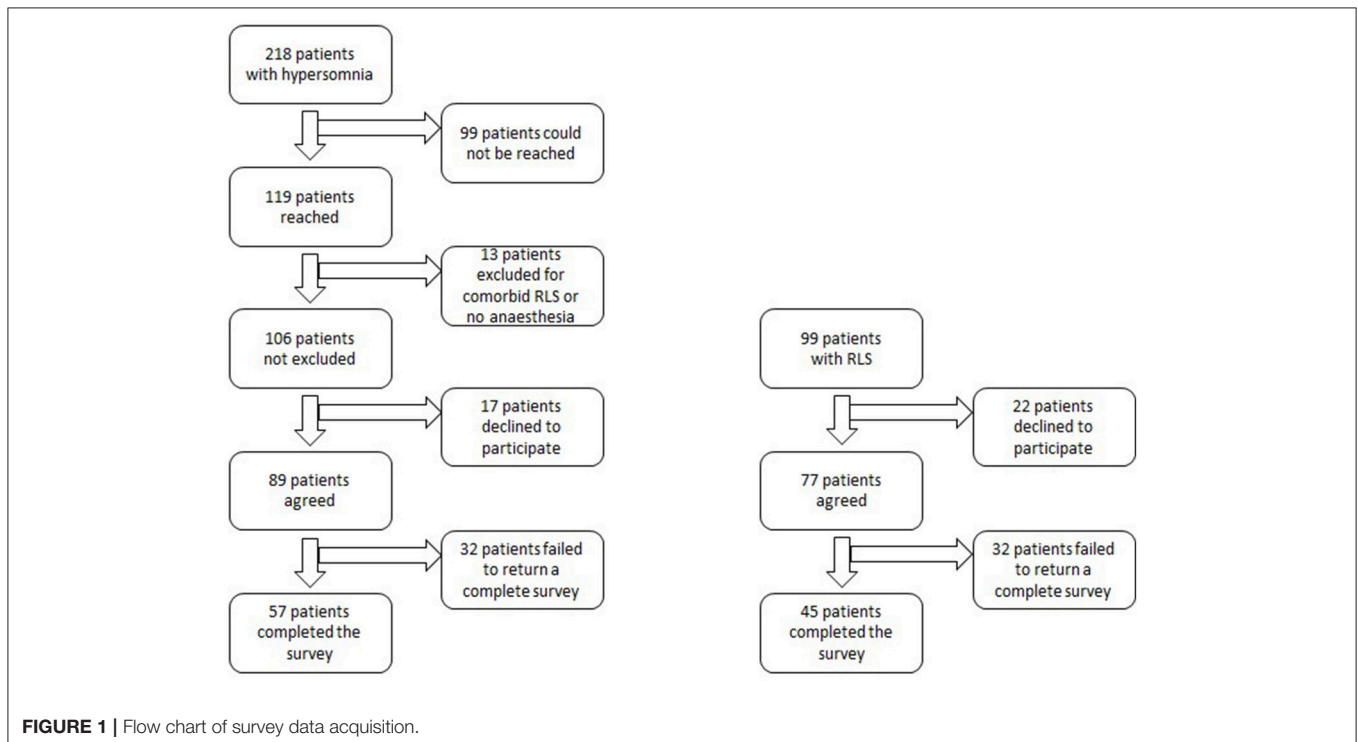 218 patients
with hypersomnia
99 patients could
not be reached
119 patients
reached
13 patients
excluded for
comorbid RLS or
no anaesthesia
106 patients
not excluded
17 patients
declined to
participate
89 patients
agreed
32 patients failed
to return a
complete survey
57 patients
completed the
survey
99 patients
with RLS
22 patients
declined to
participate
77 patients
agreed
32 patients failed
to return a
complete survey
45 patients
completed the
survey
FIGURE 1 | Flow chart of survey data acquisition.